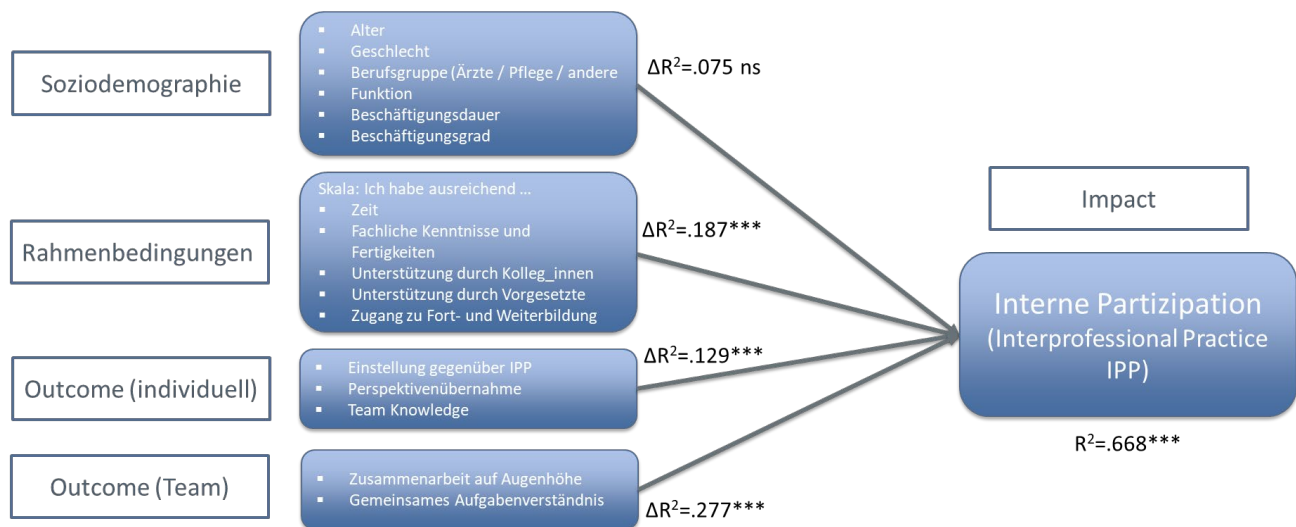 Soziodemographie
▪ Alter
▪ Geschlecht
▪ Berufsgruppe (Ärzte / Pflege / andere
▪ Funktion
▪ Beschäftigungsdauer
▪ Beschäftigungsgrad
ΔR²=.075 ns
Rahmenbedingungen
Skala: Ich habe ausreichend ...
▪ Zeit
▪ Fachliche Kenntnisse und
Fertigkeiten
▪ Unterstützung durch Kolleg_innen
▪ Unterstützung durch Vorgesetzte
▪ Zugang zu Fort- und Weiterbildung
ΔR²=.187***
Outcome (individuell)
▪ Einstellung gegenüber IPP
▪ Perspektivenübernahme
▪ Team Knowledge
ΔR²=.129***
Outcome (Team)
▪ Zusammenarbeit auf Augenhöhe
▪ Gemeinsames Aufgabenverständnis
ΔR²=.277***
Impact
Interne Partizipation
(Interprofessional Practice
IPP)
R²=.668***